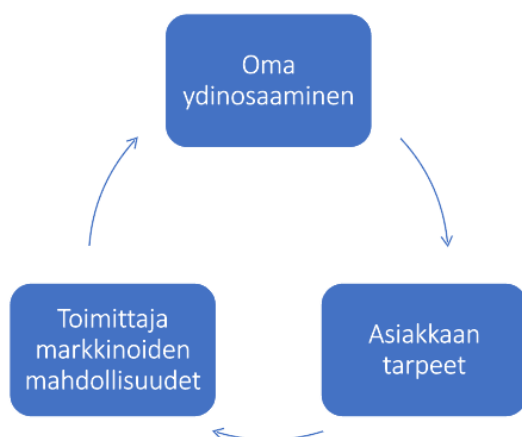 Oma
ydinosaaminen
Toimittaja
markkinoiden
mahdollisuudet
Asiakkaan
tarpeet